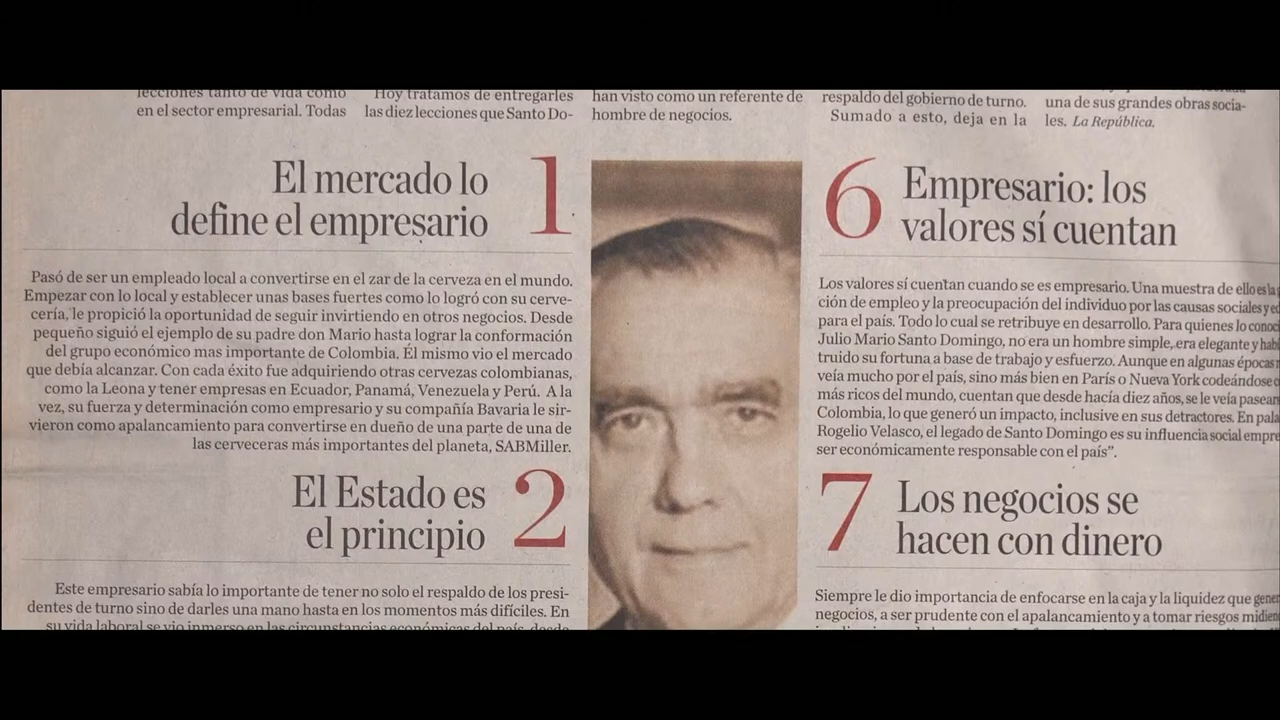 lecciones tanto de vida como
en el sector empresarial. Todas
Hoy tratamos de entregarles
las diez lecciones que Santo Do-
han visto como un referente de
hombre de negocios.
respaldo del gobierno de turno.
Sumado a esto, deja en la
una de sus grandes obras socia-
les. La República.
1
El mercado lo
define el empresario
Pasó de ser un empleado local a convertirse en el zar de la cerveza en el mundo.
Empezar con lo local y establecer unas bases fuertes como lo logró con su cerve-
cería, le propició la oportunidad de seguir invirtiendo en otros negocios. Desde
pequeño siguió el ejemplo de su padre don Mario hasta lograr la conformación
del grupo económico mas importante de Colombia. Él mismo vio el mercado
que debía alcanzar. Con cada éxito fue adquiriendo otras cervezas colombianas,
como la Leona y tener empresas en Ecuador, Panamá, Venezuela y Perú. A la
vez, su fuerza y determinación como empresario y su compañía Bavaria le sir-
vieron como apalancamiento para convertirse en dueño de una parte de una de
las cerveceras más importantes del planeta, SABMiller.
2
El Estado es
el principio
Este empresario sabía lo importante de tener no solo el respaldo de los presi-
dentes de turno sino de darles una mano hasta en los momentos más difíciles. En
su vida laboral se vio inmerso en las circunstancias económicas del país, desde
6
Empresario: los
valores sí cuentan
Los valores sí cuentan cuando se es empresario. Una muestra de ello es la
ción de empleo y la preocupación del individuo por las causas sociales y
para el país. Todo lo cual se retribuye en desarrollo. Para quienes lo
Julio Mario Santo Domingo, no era un hombre simple, era elegante y
truido su fortuna a base de trabajo y esfuerzo. Aunque en algunas épocas
veía mucho por el país, sino más bien en París o Nueva York codeándose
más ricos del mundo, cuentan que desde hacía diez años, se le veía
Colombia, lo que generó un impacto, inclusive en sus detractores. En
Rogelio Velasco, el legado de Santo Domingo es su influencia social
ser económicamente responsable con el país”.
7
Los negocios se
hacen con dinero
Siempre le dio importancia de enfocarse en la caja y la liquidez que
negocios, a ser prudente con el apalancamiento y a tomar riesgos